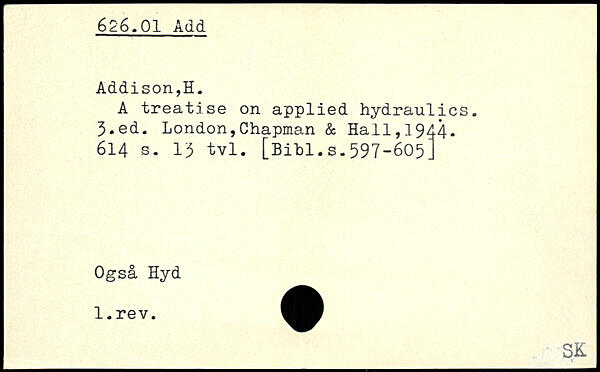 626.01 Add
Addison,H.
A treatise on applied hydraulics.
3.ed. London,Chapman & Hall,1944.
614 s. 13 tvl. [Bibl.s.597-605]
Også Hyd
1.rev.
SK